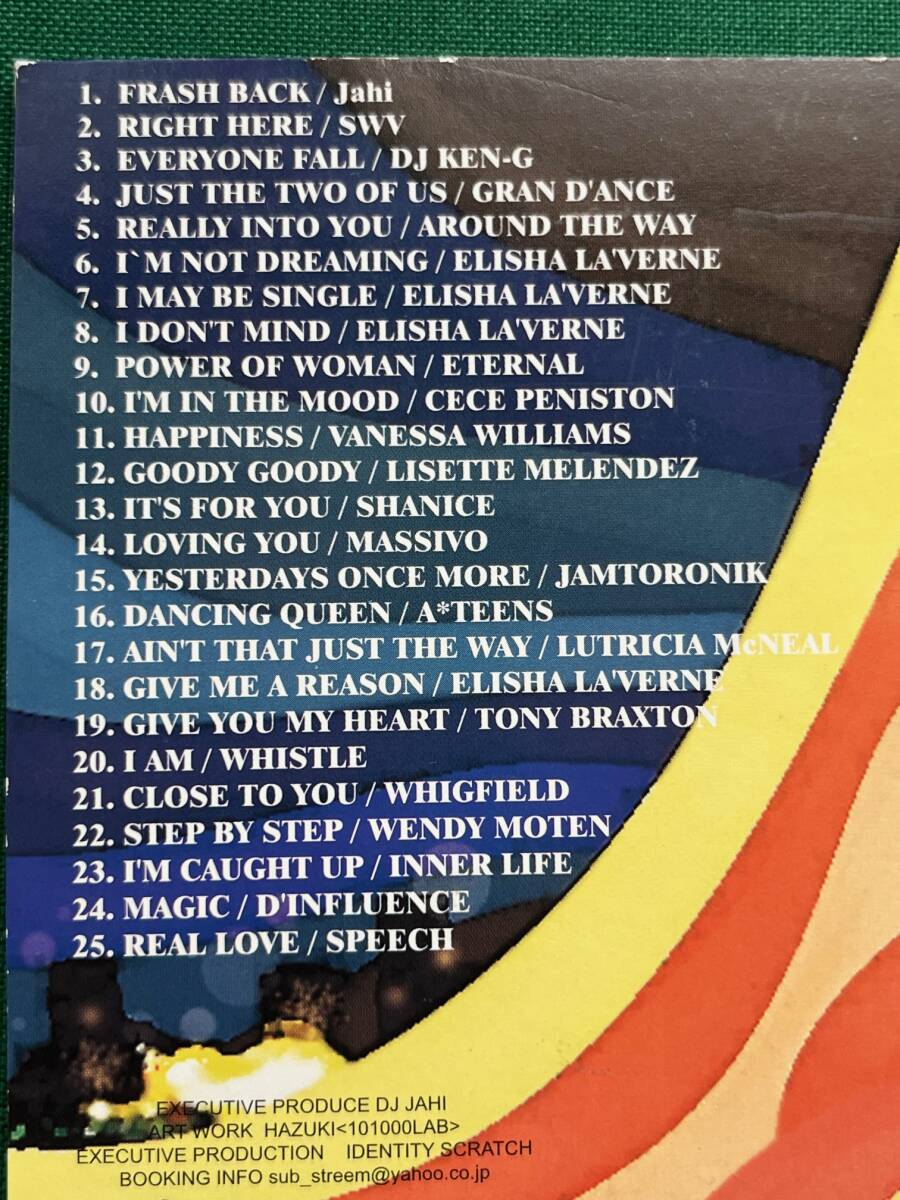 1. FRASH BACK / Jahi
2. RIGHT HERE / SWV
3. EVERYONE FALL / DJ KEN-G
4. JUST THE TWO OF US / GRAN D'ANCE
5. REALLY INTO YOU / AROUND THE WAY
6. I`M NOT DREAMING / ELISHA LA'VERNE
7. I MAY BE SINGLE / ELISHA LA'VERNE
8. I DON'T MIND / ELISHA LA'VERNE
9. POWER OF WOMAN / ETERNAL
10. I'M IN THE MOOD / CECE PENISTON
11. HAPPINESS / VANESSA WILLIAMS
12. GOODY GOODY / LISETTE MELENDEZ
13. IT'S FOR YOU / SHANICE
14. LOVING YOU / MASSIVO
15. YESTERDAYS ONCE MORE / JAMTORONIK
16. DANCING QUEEN / A*TEENS
17. AIN'T THAT JUST THE WAY / LUTRICIA McNEAL
18. GIVE ME A REASON / ELISHA LA'VERNE
19. GIVE YOU MY HEART / TONY BRAXTON
20. I AM / WHISTLE
21. CLOSE TO YOU / WHIGFIELD
22. STEP BY STEP / WENDY MOTEN
23. I'M CAUGHT UP / INNER LIFE
24. MAGIC / D'INFLUENCE
25. REAL LOVE / SPEECH
EXECUTIVE PRODUCE DJ JAHI
ART WORK HAZUKI<101000LAB>
EXECUTIVE PRODUCTION IDENTITY SCRATCH
BOOKING INFO sub_streem@yahoo.co.jp